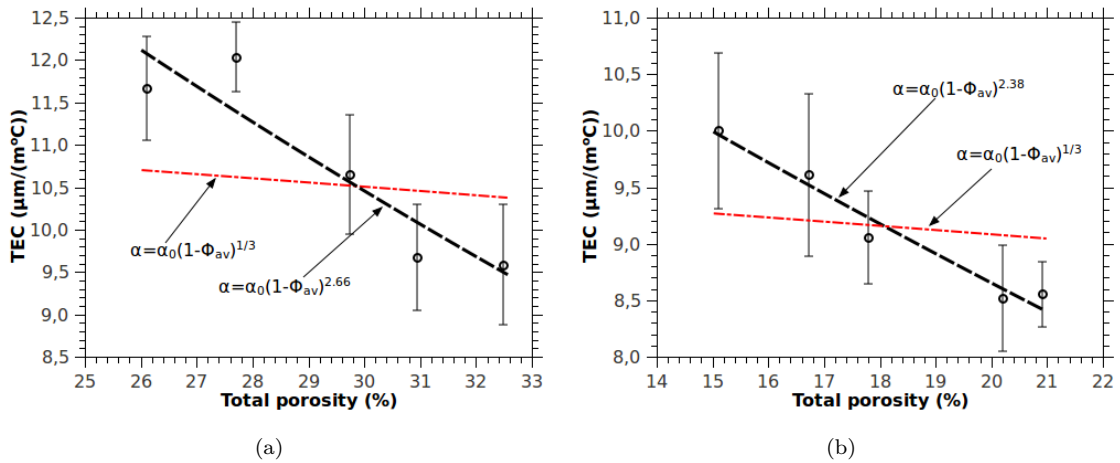 12,5
12,0
11,5
11,0
10,5
10,0
9,5
9,0
8,5
TEC (μm/(m°C))
α=α₀(1-Φav)1/3
α=α₀(1-Φav)2.66
25 26 27 28 29 30 31 32 33
Total porosity (%)
(a)
11,0
10,5
10,0
9,5
9,0
8,5
8,0
TEC (μm/(m°C))
α=α₀(1-Φav)2.38
α=α₀(1-Φav)1/3
14 15 16 17 18 19 20 21 22
Total porosity (%)
(b)